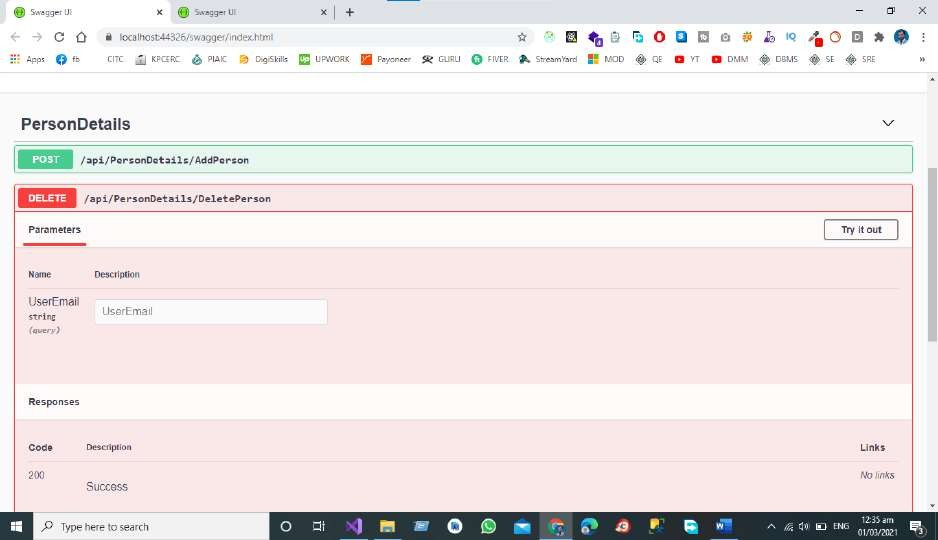 Swagger UI
Swagger UI
localhost:44326/swagger/index.html
Apps fb CITC KPCERC PIAIC DigiSkills UPWORK Payoneer GURU FIVER StreamYard MOD QE YT DMM DBMS SE SRE »
PersonDetails
POST /api/PersonDetails/AddPerson
DELETE /api/PersonDetails/DeletePerson
Parameters Try it out
Name Description
UserEmail UserEmail
string
(query)
Responses
Code Description Links
200 No links
Success
Type here to search
ENG 12:35 am
01/03/2021 3